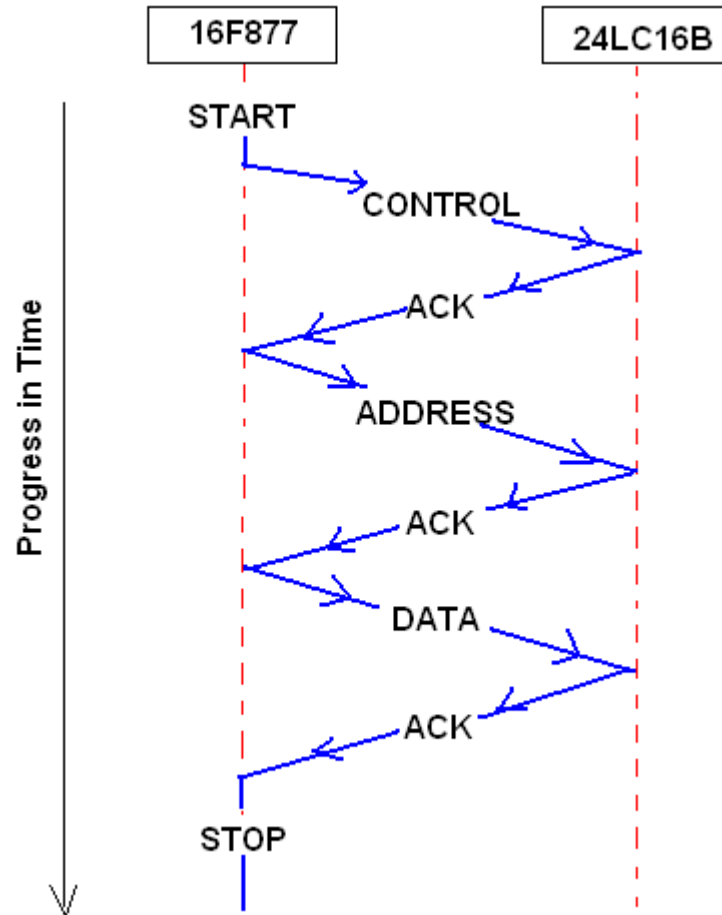 16F877
24LC16B
START
CONTROL
ACK
ADDRESS
ACK
DATA
ACK
STOP
Progress in Time